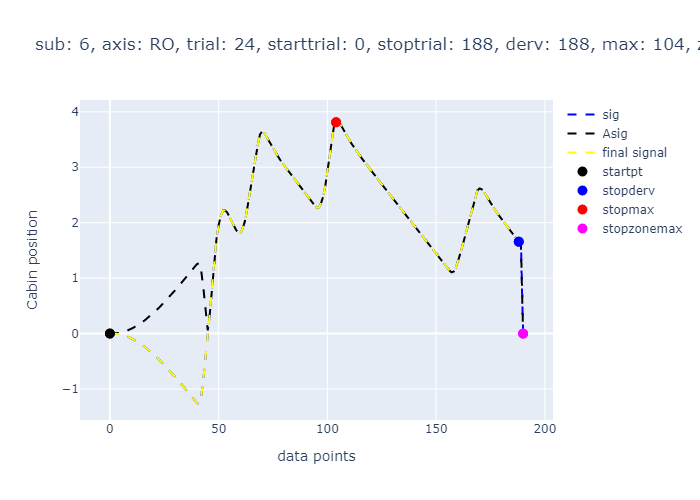 sub: 6, axis: RO, trial: 24, starttrial: 0, stoptrial: 188, derv: 188, max: 104,
4
3
2
1
0
−1
0
50
100
150
200
Cabin position
data points
sig
Asig
final signal
startpt
stopderv
stopmax
stopzonemax